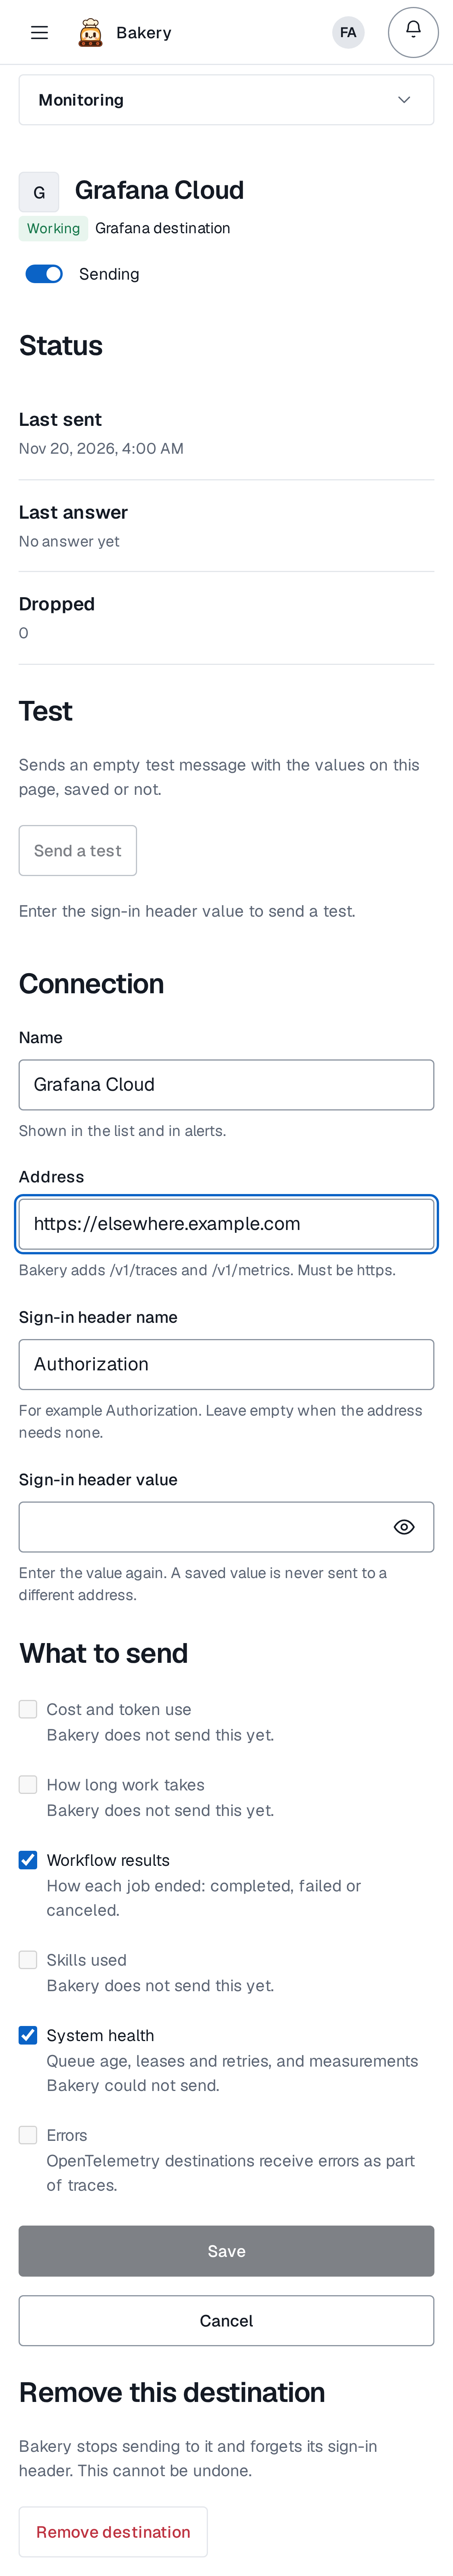 Bakery
FA
Monitoring
G
Grafana Cloud
Working
Grafana destination
Sending
Status
Last sent
Nov 20, 2026, 4:00 AM
Last answer
No answer yet
Dropped
0
Test
Sends an empty test message with the values on this
page, saved or not.
Send a test
Enter the sign-in header value to send a test.
Connection
Name
Grafana Cloud
Shown in the list and in alerts.
Address
https://elsewhere.example.com
Bakery adds /v1/traces and /v1/metrics. Must be https.
Sign-in header name
Authorization
For example Authorization. Leave empty when the address
needs none.
Sign-in header value
Enter the value again. A saved value is never sent to a
different address.
What to send
Cost and token use
Bakery does not send this yet.
How long work takes
Bakery does not send this yet.
Workflow results
How each job ended: completed, failed or
canceled.
Skills used
Bakery does not send this yet.
System health
Queue age, leases and retries, and measurements
Bakery could not send.
Errors
OpenTelemetry destinations receive errors as part
of traces.
Save
Cancel
Remove this destination
Bakery stops sending to it and forgets its sign-in
header. This cannot be undone.
Remove destination